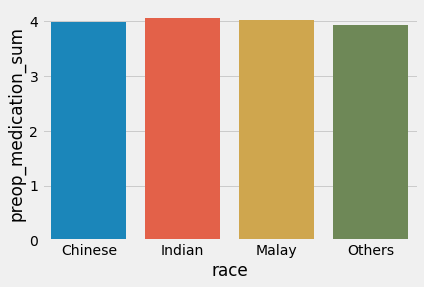 preop_medication_sum
4
3
2
1
0
Chinese Indian Malay Others
race